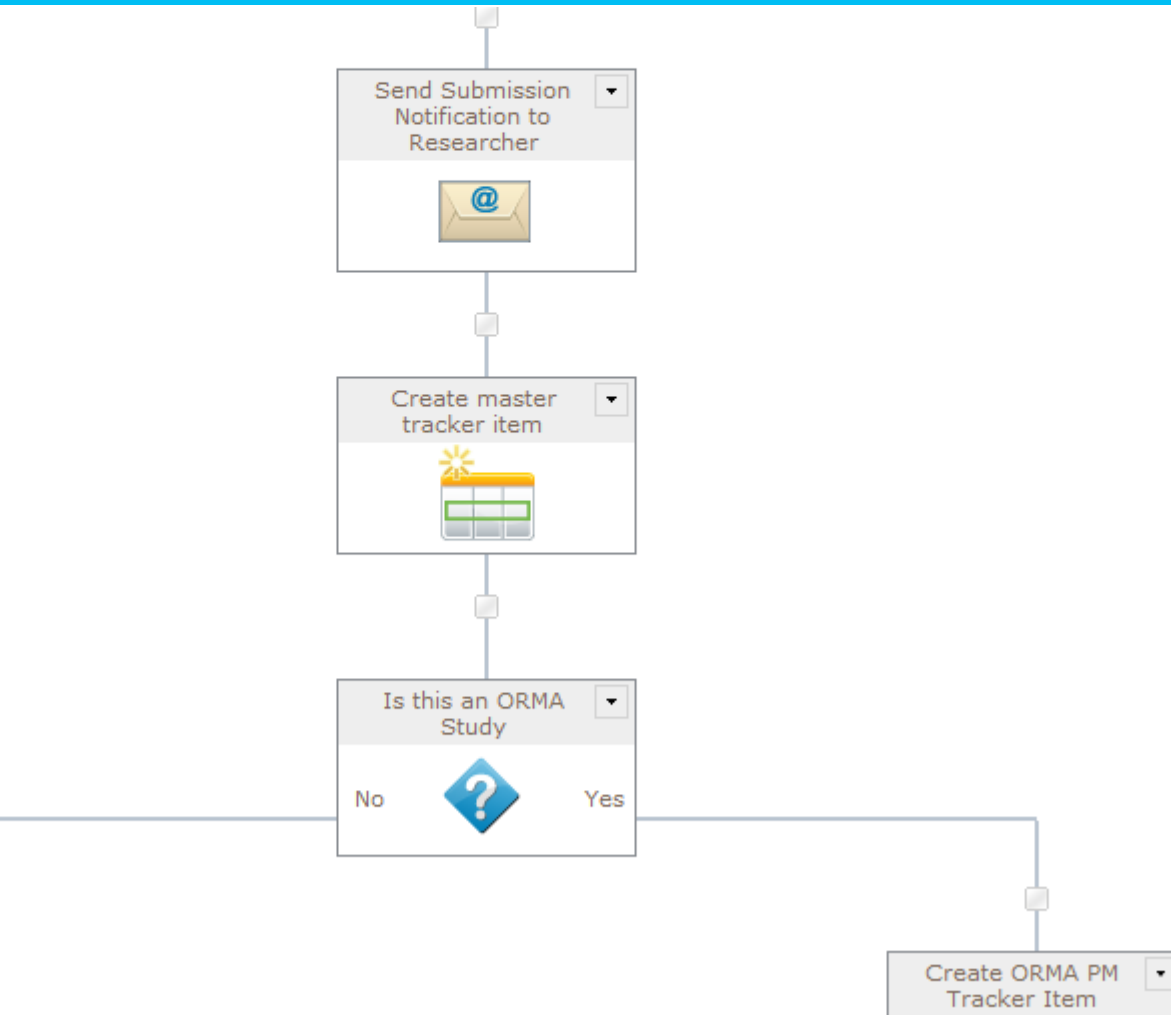 Send Submission
Notification to
Researcher
@
Create master
tracker item
Is this an ORMA
Study
No
?
Yes
Create ORMA PM
Tracker Item